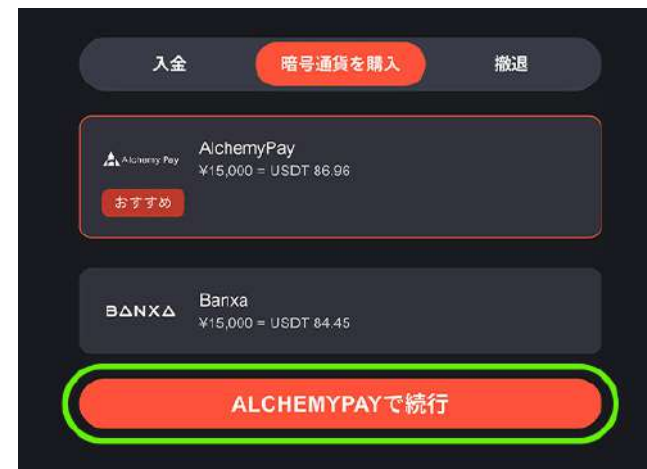 入金
暗号通貨を購入
撤退
Alchemy Pay
AlchemyPay
¥15,000 = USDT 86.96
おすすめ
BANXA
Banxa
¥15,000 = USDT 84.45
ALCHEMYPAYで続行